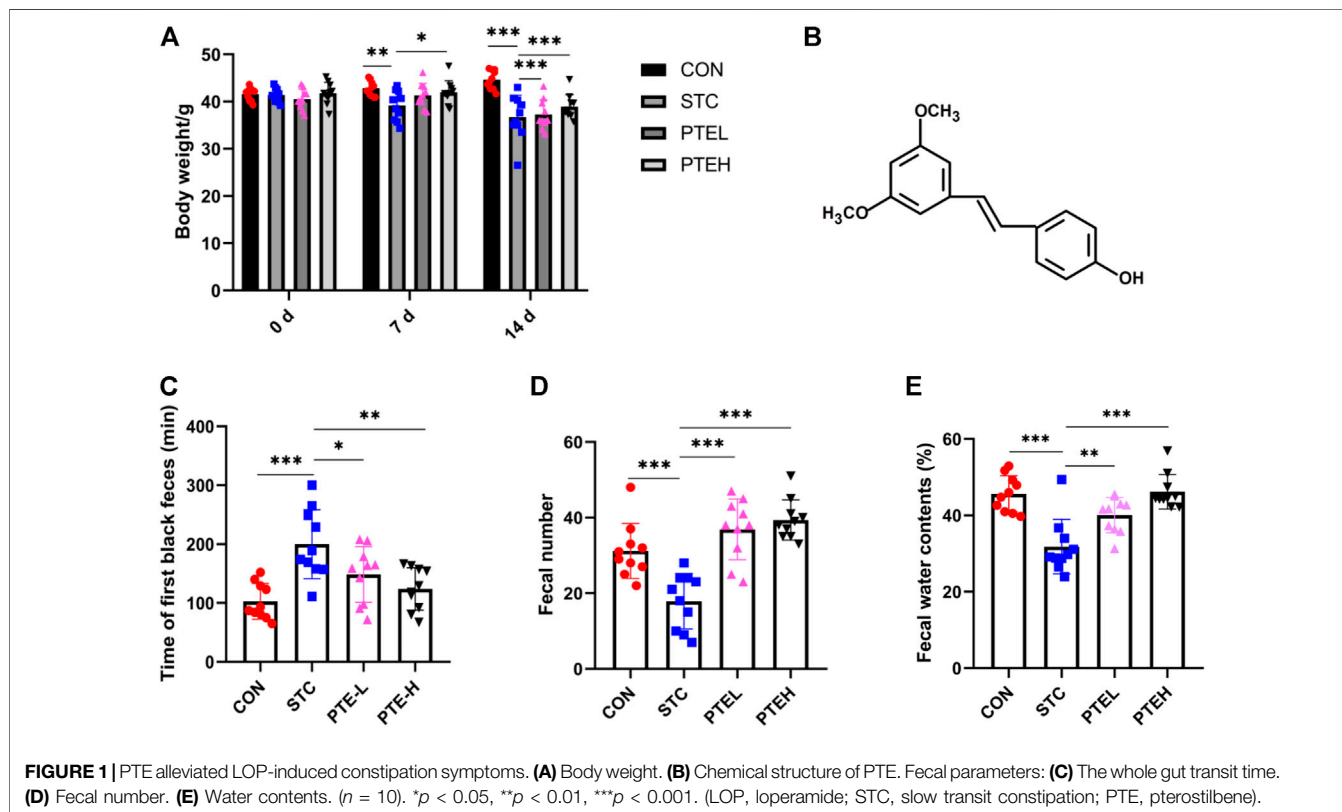 A
Body weight/g
50
40
30
20
10
0
** * *** *** ***
0 d
7 d
14 d
CON
STC
PTEL
PTEH
B
OCH₃
H₃CO
OH
C
Time of first black feces (min)
400
300
200
100
0
*** * **
CON
STC
PTE-L
PTE-H
D
Fecal number
60
40
20
0
*** *** ***
CON
STC
PTEL
PTEH
E
Fecal water contents (%)
60
40
20
0
*** ** ***
CON
STC
PTEL
PTEH
FIGURE 1 | PTE alleviated LOP-induced constipation symptoms. (A) Body weight. (B) Chemical structure of PTE. Fecal parameters: (C) The whole gut transit time.
(D) Fecal number. (E) Water contents. (n = 10). *p < 0.05, **p < 0.01, ***p < 0.001. (LOP, loperamide; STC, slow transit constipation; PTE, pterostilbene).